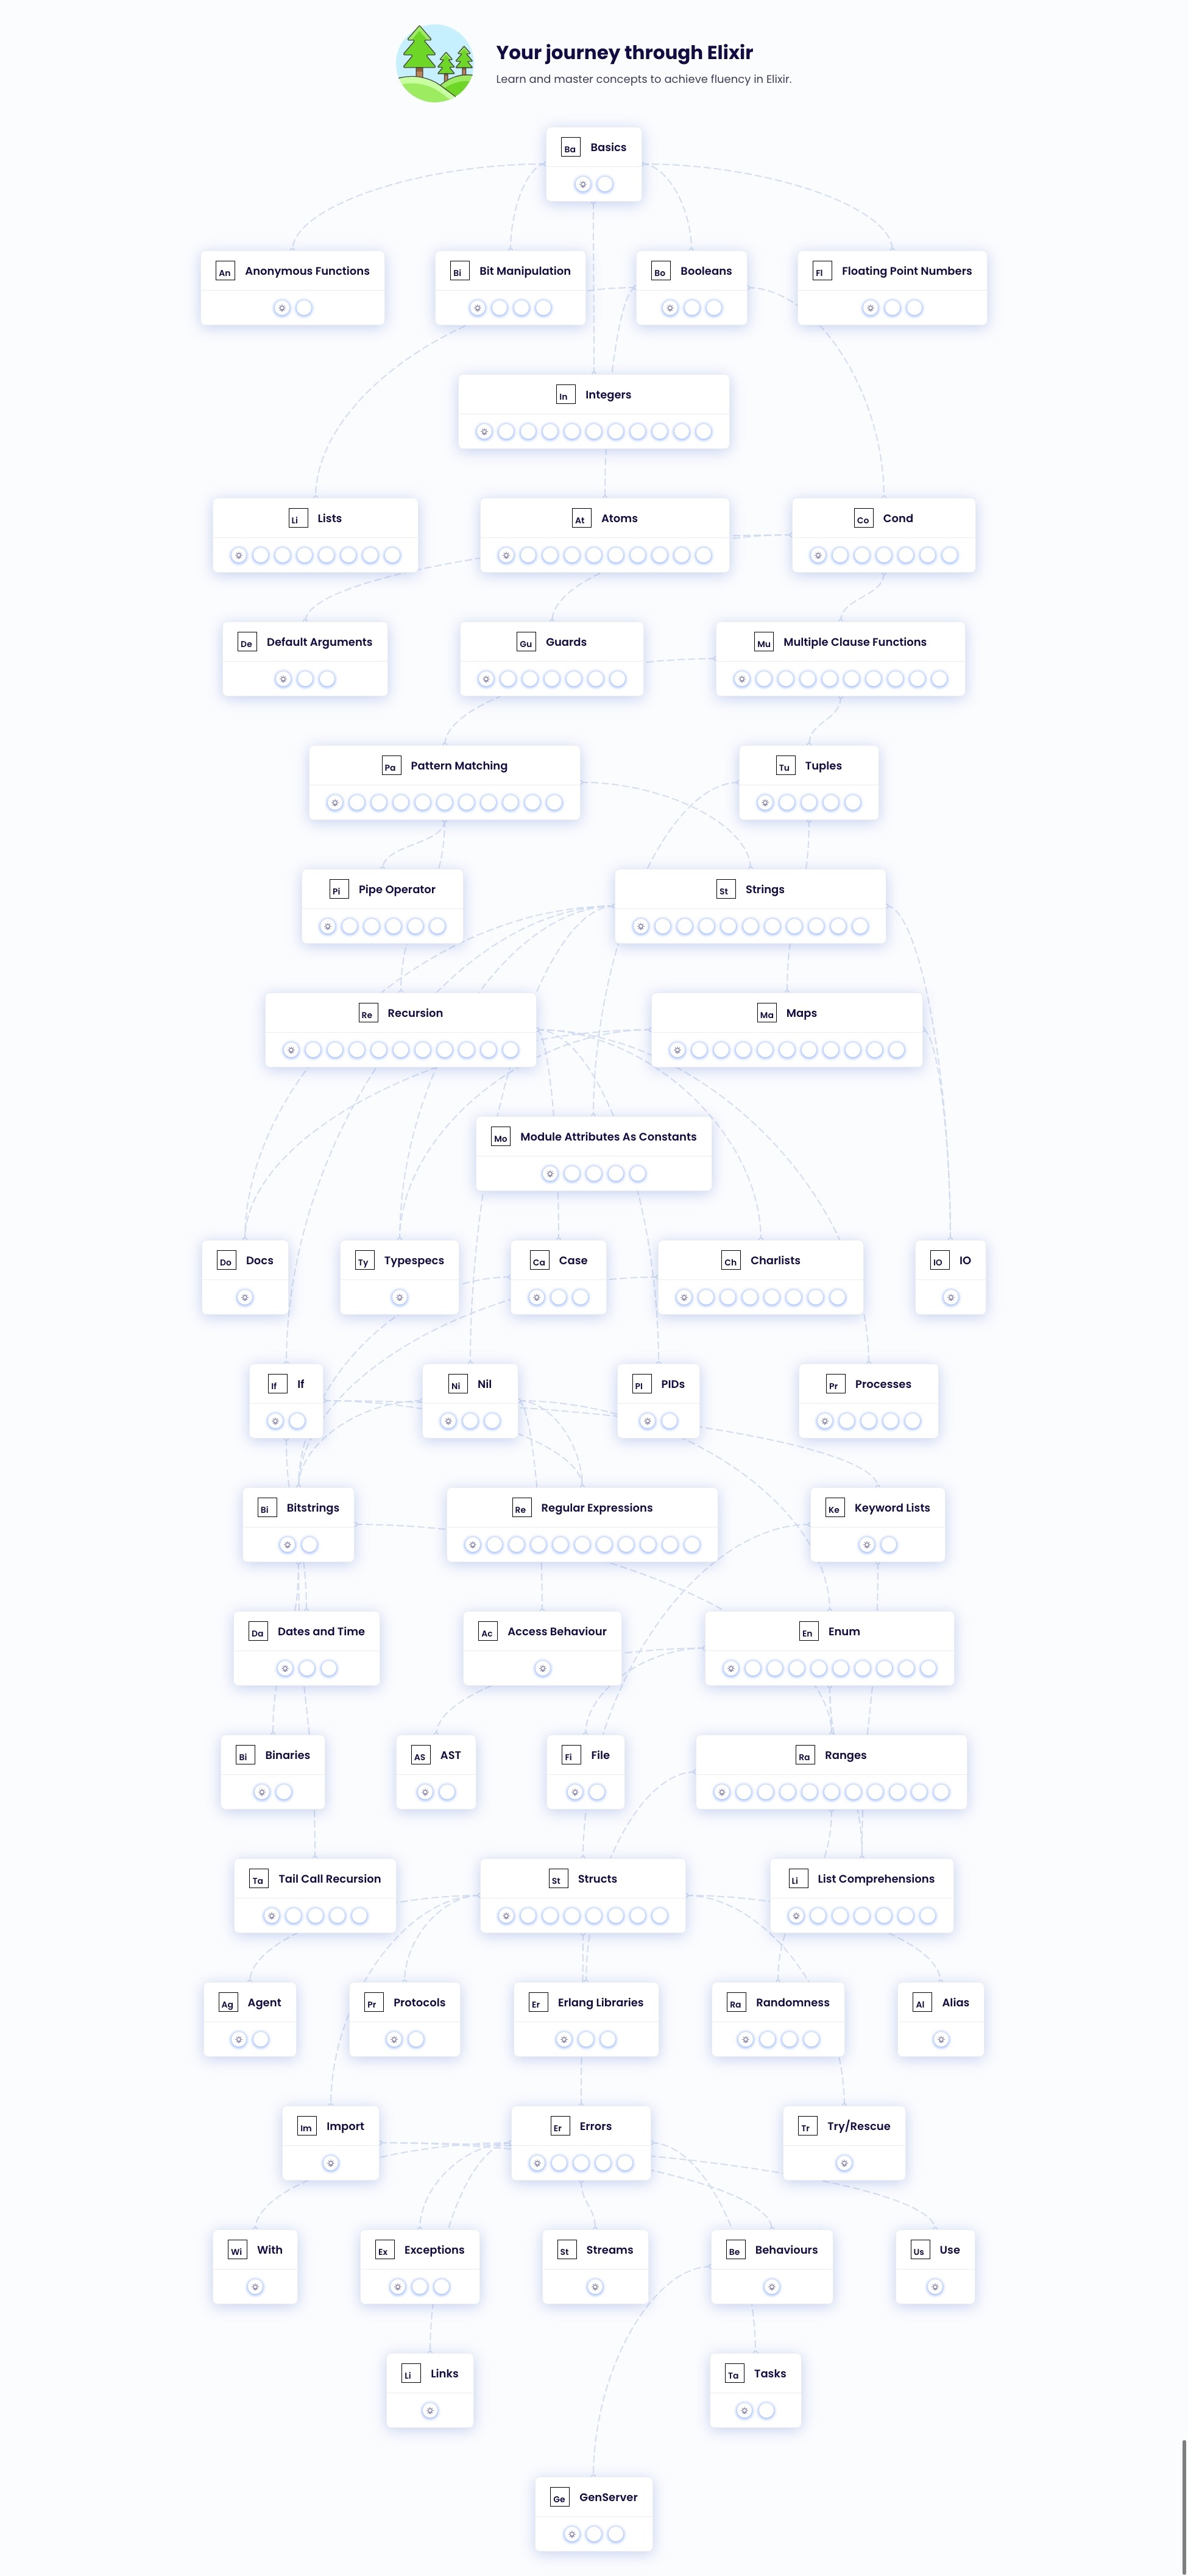 Your journey through Elixir
Learn and master concepts to achieve fluency in Elixir.
Ba Basics
An Anonymous Functions
Bi Bit Manipulation
Bo Booleans
Fl Floating Point Numbers
In Integers
Li Lists
At Atoms
Co Cond
De Default Arguments
Gu Guards
Mu Multiple Clause Functions
Pa Pattern Matching
Tu Tuples
Pi Pipe Operator
St Strings
Re Recursion
Ma Maps
Mo Module Attributes As Constants
Do Docs
Ty Typespecs
Ca Case
Ch Charlists
IO IO
If If
Ni Nil
PI PIDs
Pr Processes
Bi Bitstrings
Re Regular Expressions
Ke Keyword Lists
Da Dates and Time
Ac Access Behaviour
En Enum
Bi Binaries
AS AST
Fi File
Ra Ranges
Ta Tail Call Recursion
St Structs
Li List Comprehensions
Ag Agent
Pr Protocols
Er Erlang Libraries
Ra Randomness
Al Alias
Im Import
Er Errors
Tr Try/Rescue
Wi With
Ex Exceptions
St Streams
Be Behaviours
Us Use
Li Links
Ta Tasks
Ge GenServer